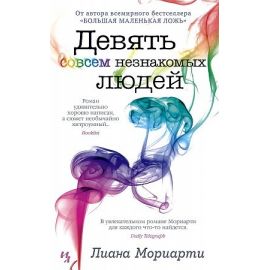 От автора всемирного бестселлера
«БОЛЬШАЯ МАЛЕНЬКАЯ ЛОЖЬ»
Девять
совсем незнакомых
людей
Роман
удивительно
хорошо написан,
а сюжет необычайно
хитроумный...
Booklist
В увлекательном романе Мориарти
для каждого что-то найдется.
Daily Telegraph
Лиана Мориарти